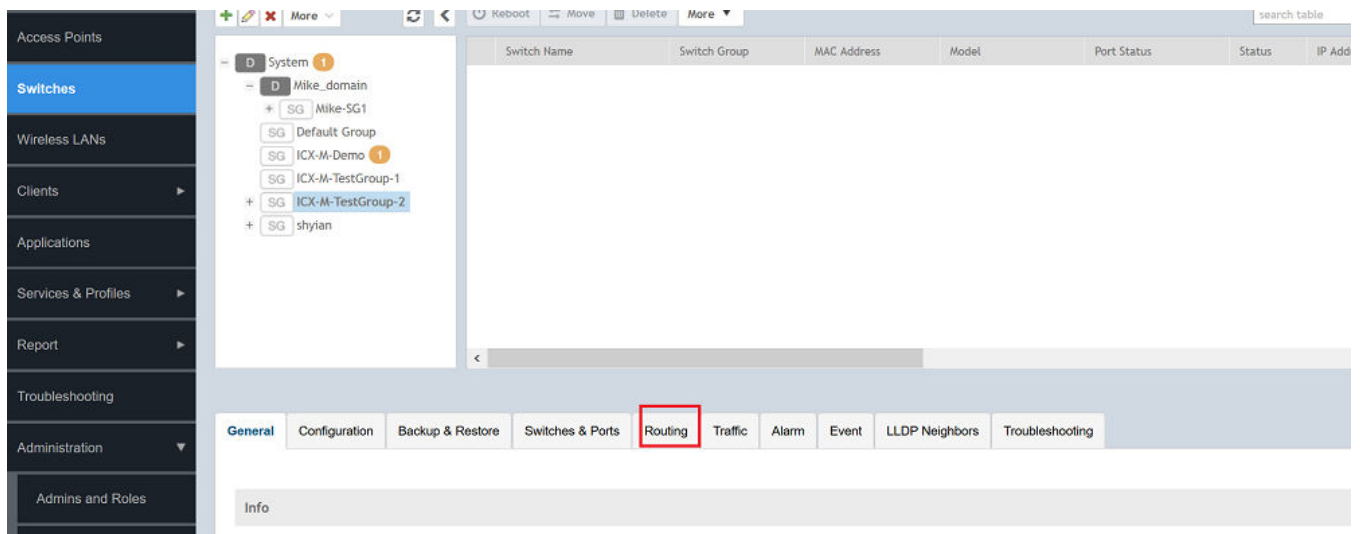 Access Points
Switches
Wireless LANs
Clients
Applications
Services & Profiles
Report
Troubleshooting
Administration
Admins and Roles
More
D System 1
D Mike_domain
SG Mike-SG1
SG Default Group
SG ICX-M-Demo 1
SG ICX-M-TestGroup-1
SG ICX-M-TestGroup-2
SG shyian
Reboot Move Delete More search table
Switch Name Switch Group MAC Address Model Port Status Status IP Add
General Configuration Backup & Restore Switches & Ports Routing Traffic Alarm Event LLDP Neighbors Troubleshooting
Info